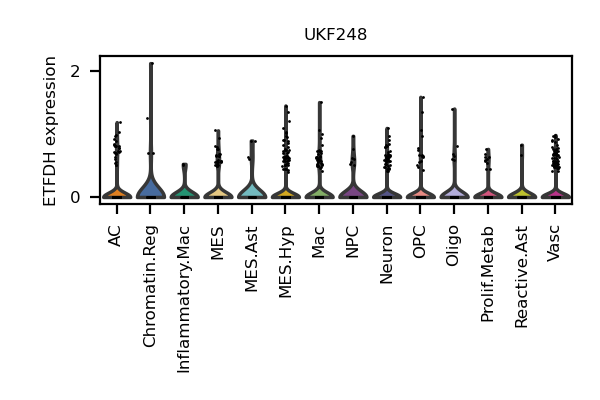 UKF248
ETFDH expression
2
0
AC
Chromatin.Reg
Inflammatory.Mac
MES
MES.Ast
MES.Hyp
Mac
NPC
Neuron
OPC
Oligo
Prolif.Metab
Reactive.Ast
Vasc